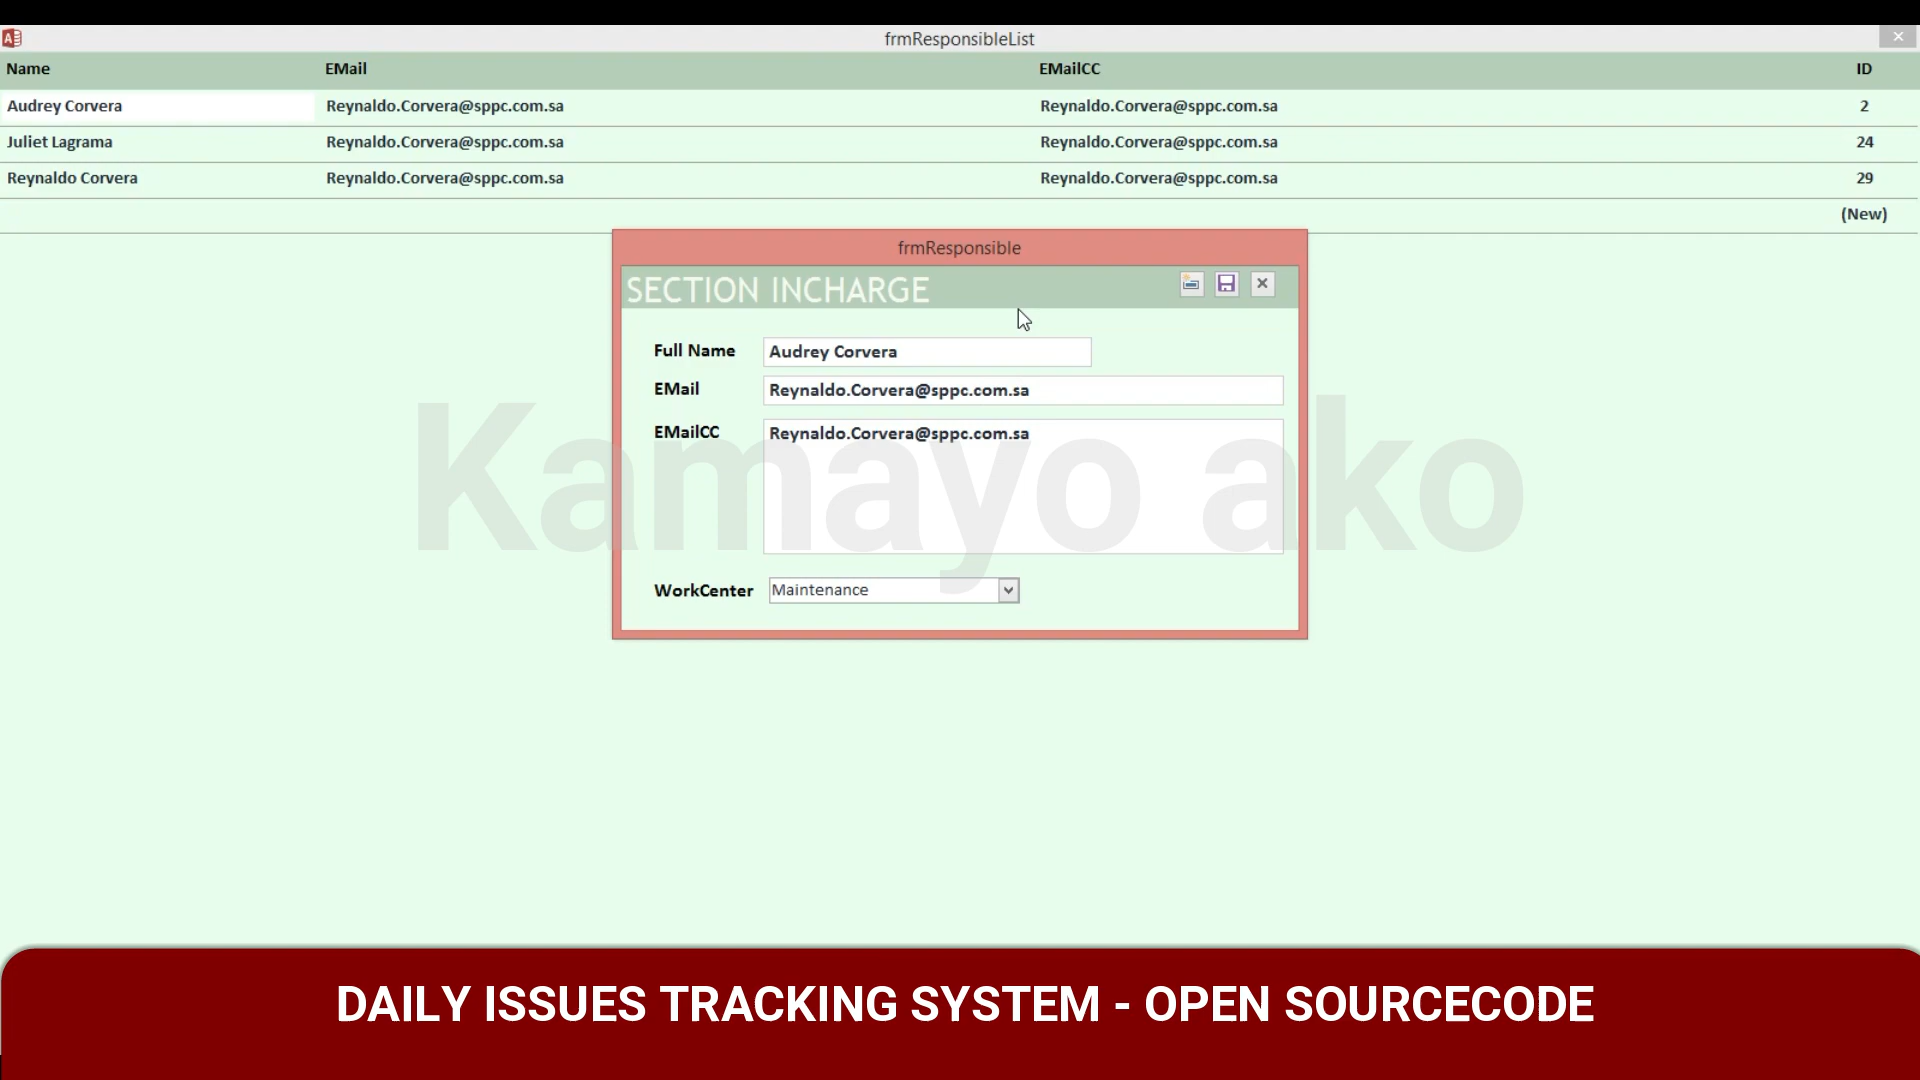 frmResponsibleList
Name EMail EMailCC ID
Audrey Corvera Reynaldo.Corvera@sppc.com.sa Reynaldo.Corvera@sppc.com.sa 2
Juliet Lagrama Reynaldo.Corvera@sppc.com.sa Reynaldo.Corvera@sppc.com.sa 24
Reynaldo Corvera Reynaldo.Corvera@sppc.com.sa Reynaldo.Corvera@sppc.com.sa 29
(New)
frmResponsible
SECTION INCHARGE
Full Name Audrey Corvera
EMail Reynaldo.Corvera@sppc.com.sa
EMailCC Reynaldo.Corvera@sppc.com.sa
Kamayo ako
WorkCenter Maintenance
DAILY ISSUES TRACKING SYSTEM - OPEN SOURCECODE